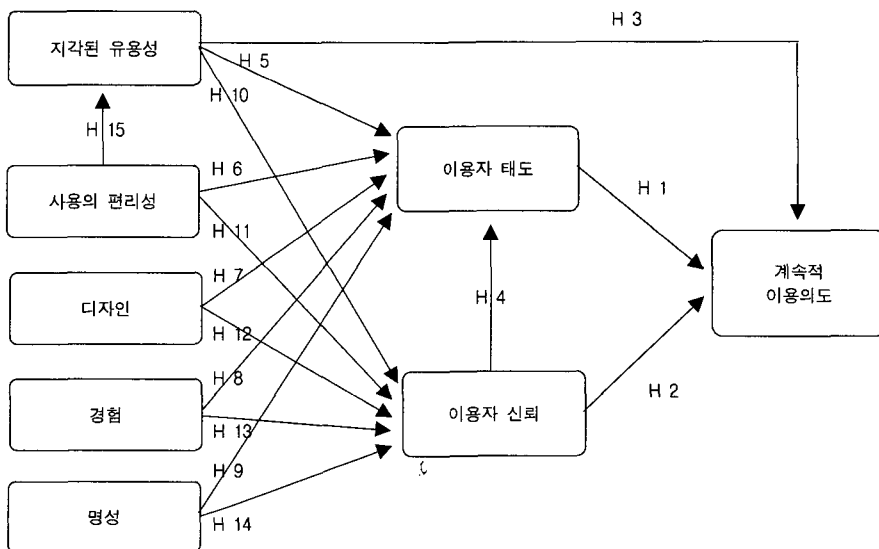 H 3
지각된 유용성
H 5
H 10
H 15
이용자 태도
H 6
사용의 편리성
H 1
H 11
계속적
이용의도
H 7
H 4
디자인
H 12
H 8
H 2
경험
이용자 신뢰
H 13
H 9
명성
H 14